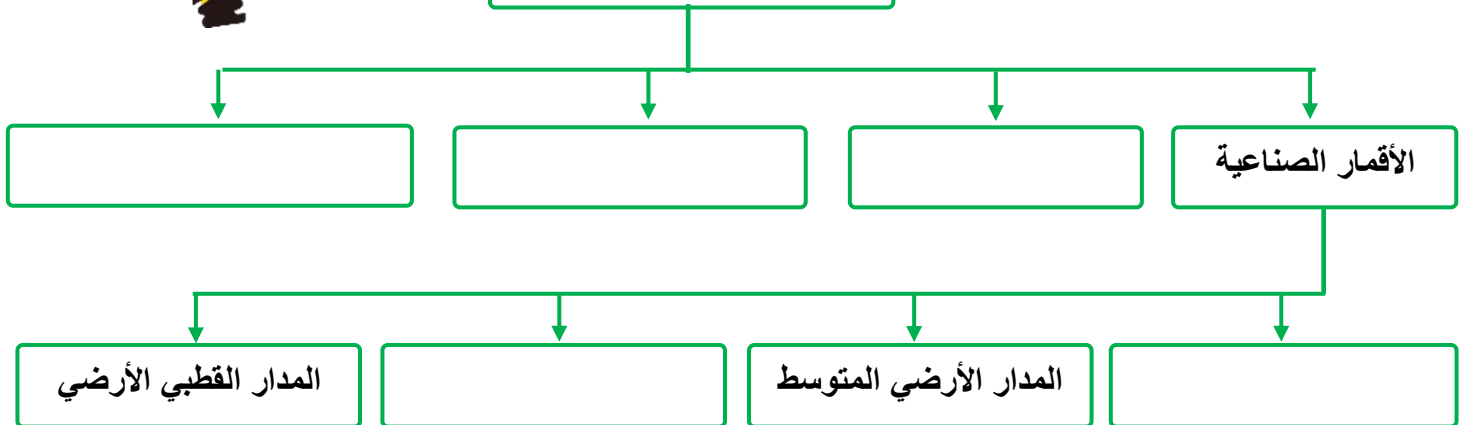 الأقمار الصناعية
المدار الأرضي المتوسط
المدار القطبي الأرضي